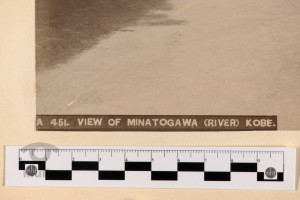 A 451. VIEW OF MINATOGAWA (RIVER) KOBE.